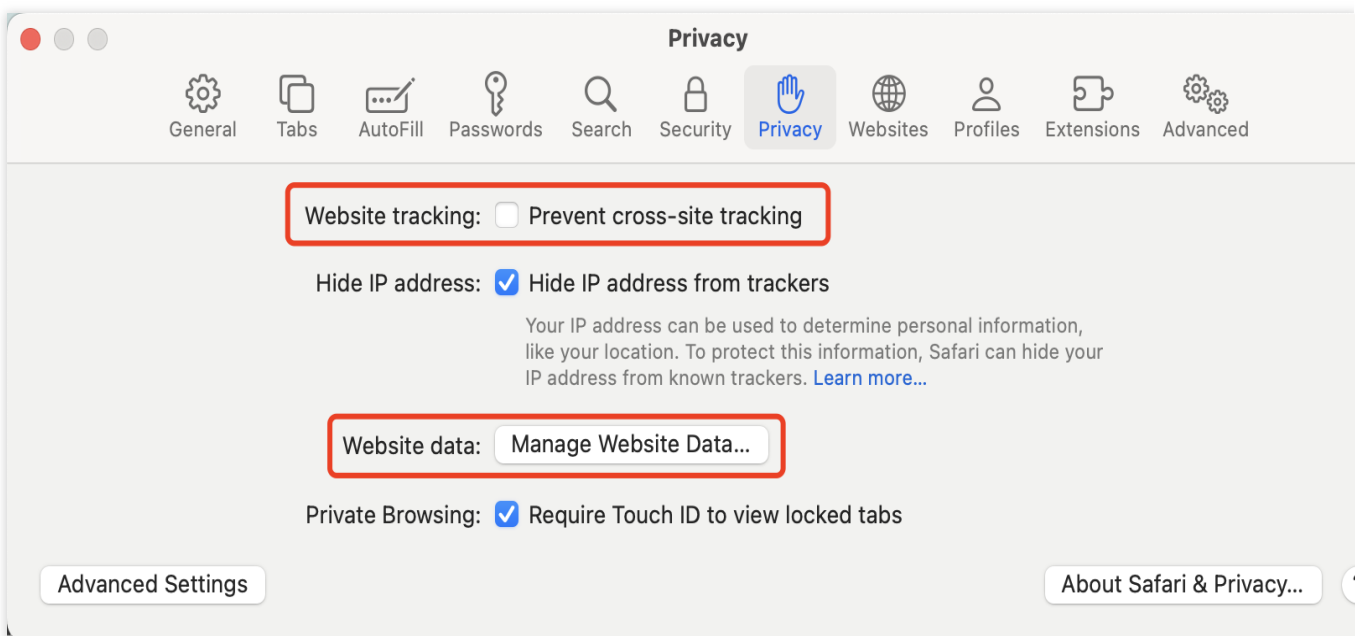 Privacy
General Tabs AutoFill Passwords Search Security Privacy Websites Profiles Extensions Advanced
Website tracking: Prevent cross-site tracking
Hide IP address: Hide IP address from trackers
Your IP address can be used to determine personal information,
like your location. To protect this information, Safari can hide your
IP address from known trackers. Learn more...
Website data: Manage Website Data...
Private Browsing: Require Touch ID to view locked tabs
Advanced Settings About Safari & Privacy...